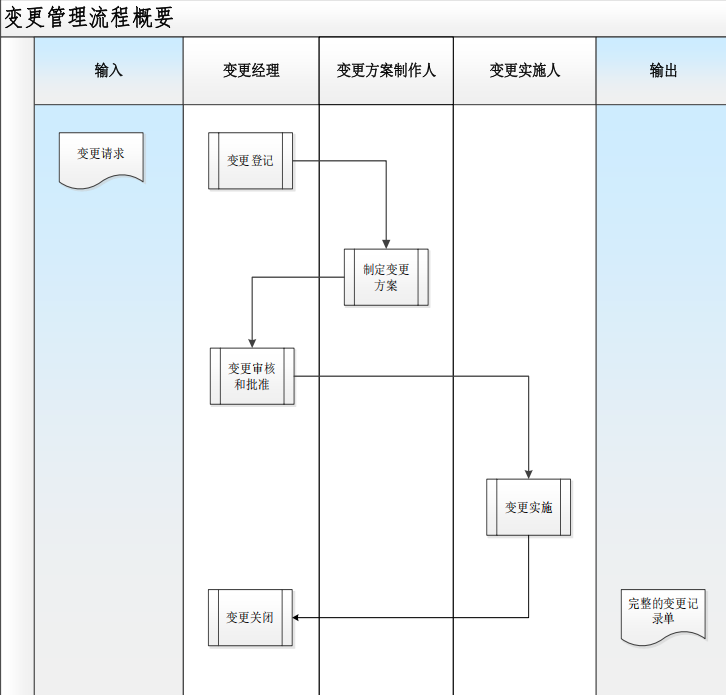 变更管理流程概要
输入
变更经理
变更方案制作人
变更实施人
输出
变更请求
变更登记
制定变更
方案
变更审核
和批准
变更实施
变更关闭
完整的变更记
录单